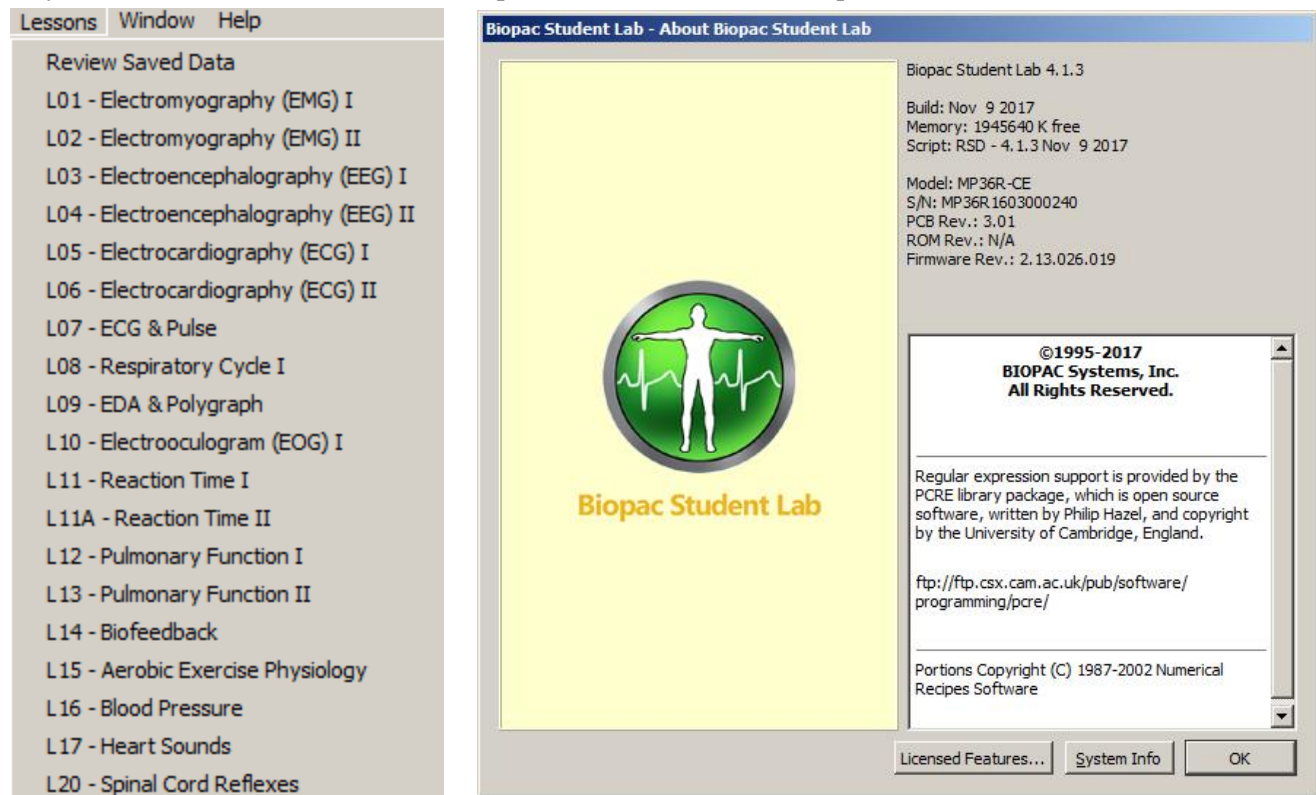 Lessons Window Help
Review Saved Data
L01 - Electromyography (EMG) I
L02 - Electromyography (EMG) II
L03 - Electroencephalography (EEG) I
L04 - Electroencephalography (EEG) II
L05 - Electrocardiography (ECG) I
L06 - Electrocardiography (ECG) II
L07 - ECG & Pulse
L08 - Respiratory Cycle I
L09 - EDA & Polygraph
L10 - Electrooculogram (EOG) I
L11 - Reaction Time I
L11A - Reaction Time II
L12 - Pulmonary Function I
L13 - Pulmonary Function II
L14 - Biofeedback
L15 - Aerobic Exercise Physiology
L16 - Blood Pressure
L17 - Heart Sounds
L20 - Spinal Cord Reflexes
Biopac Student Lab - About Biopac Student Lab
Biopac Student Lab
Biopac Student Lab 4.1.3
Build: Nov 9 2017
Memory: 1945640 K free
Script: RSD - 4.1.3 Nov 9 2017
Model: MP36R-CE
S/N: MP36R1603000240
PCB Rev.: 3.01
ROM Rev.: N/A
Firmware Rev.: 2.13.026.019
©1995-2017
BIOPAC Systems, Inc.
All Rights Reserved.
Regular expression support is provided by the
PCRE library package, which is open source
software, written by Philip Hazel, and copyright
by the University of Cambridge, England.
ftp://ftp.csx.cam.ac.uk/pub/software/
programming/pcre/
Portions Copyright (C) 1987-2002 Numerical
Recipes Software
Licensed Features... System Info OK